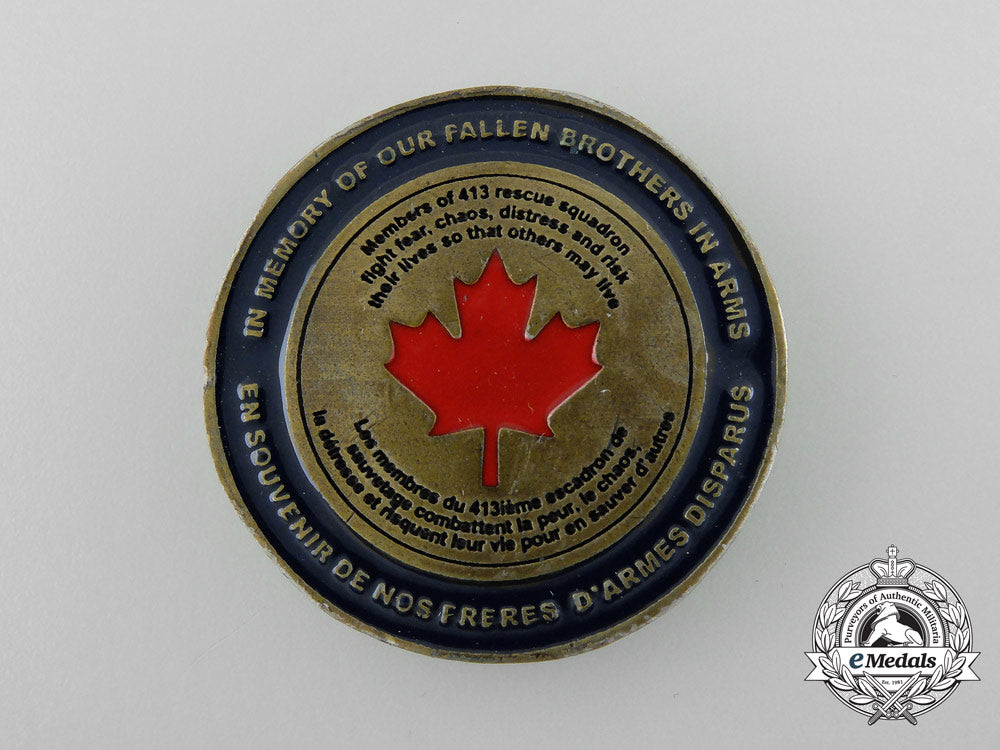 IN MEMORY OF OUR FALLEN BROTHERS IN ARMS
Members of 413 rescue squadron
fight fear, chaos, distress and risk
their lives so that others may live
Les membres du 413ième escadron de
sauvetage combattent la peur, le chaos,
la détresse et risquent leur vie pour en sauver d'autres
EN SOUVENIR DE NOS FRERES D'ARMES DISPARUS
Purveyors of Authentic Militaria
eMedals
Est. 1981